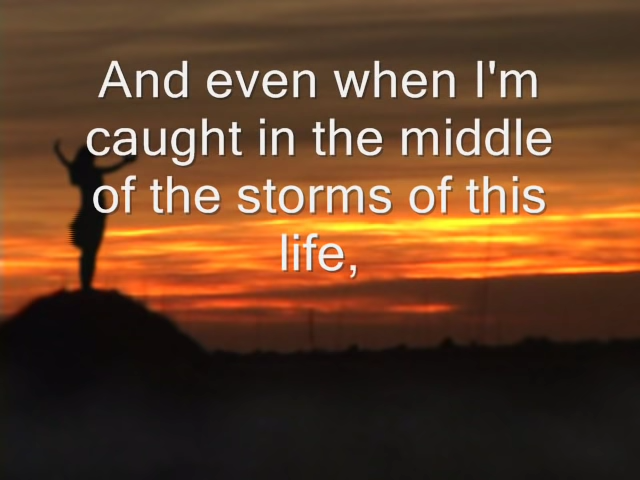 And even when I'm
caught in the middle
of the storms of this
life,